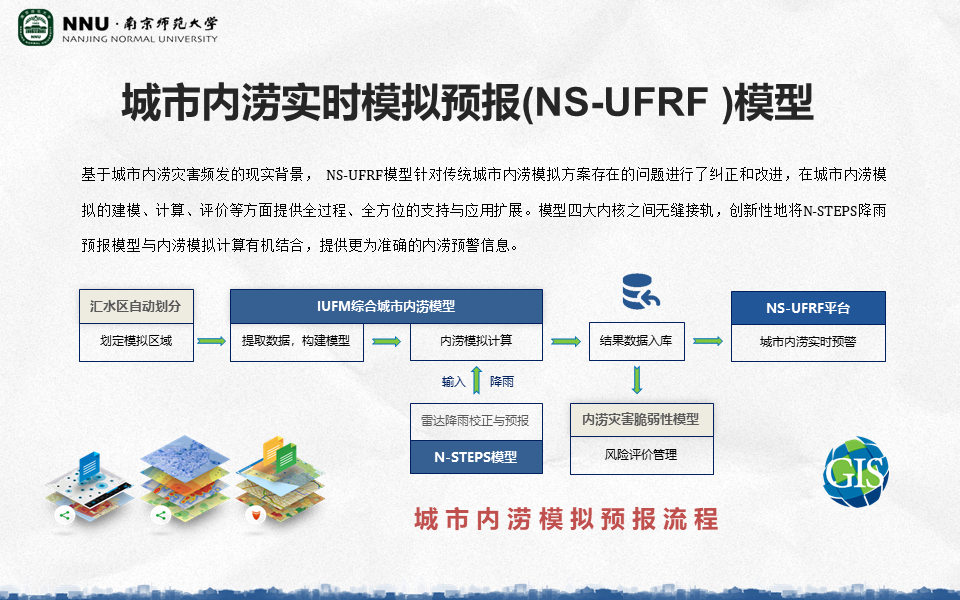 NNU · 南京师范大学
NANJING NORMAL UNIVERSITY
城市内涝实时模拟预报(NS-UFRF )模型
基于城市内涝灾害频发的现实背景， NS-UFRF模型针对传统城市内涝模拟方案存在的问题进行了纠正和改进，在城市内涝模
拟的建模、计算、评价等方面提供全过程、全方位的支持与应用扩展。模型四大内核之间无缝接轨，创新性地将N-STEPS降雨
预报模型与内涝模拟计算有机结合，提供更为准确的内涝预警信息。
汇水区自动划分
划定模拟区域
IUFM综合城市内涝模型
提取数据，构建模型
内涝模拟计算
结果数据入库
NS-UFRF平台
城市内涝实时预警
输入
降雨
雷达降雨校正与预报
N-STEPS模型
内涝灾害脆弱性模型
风险评价管理
GIS
城市内涝模拟预报流程